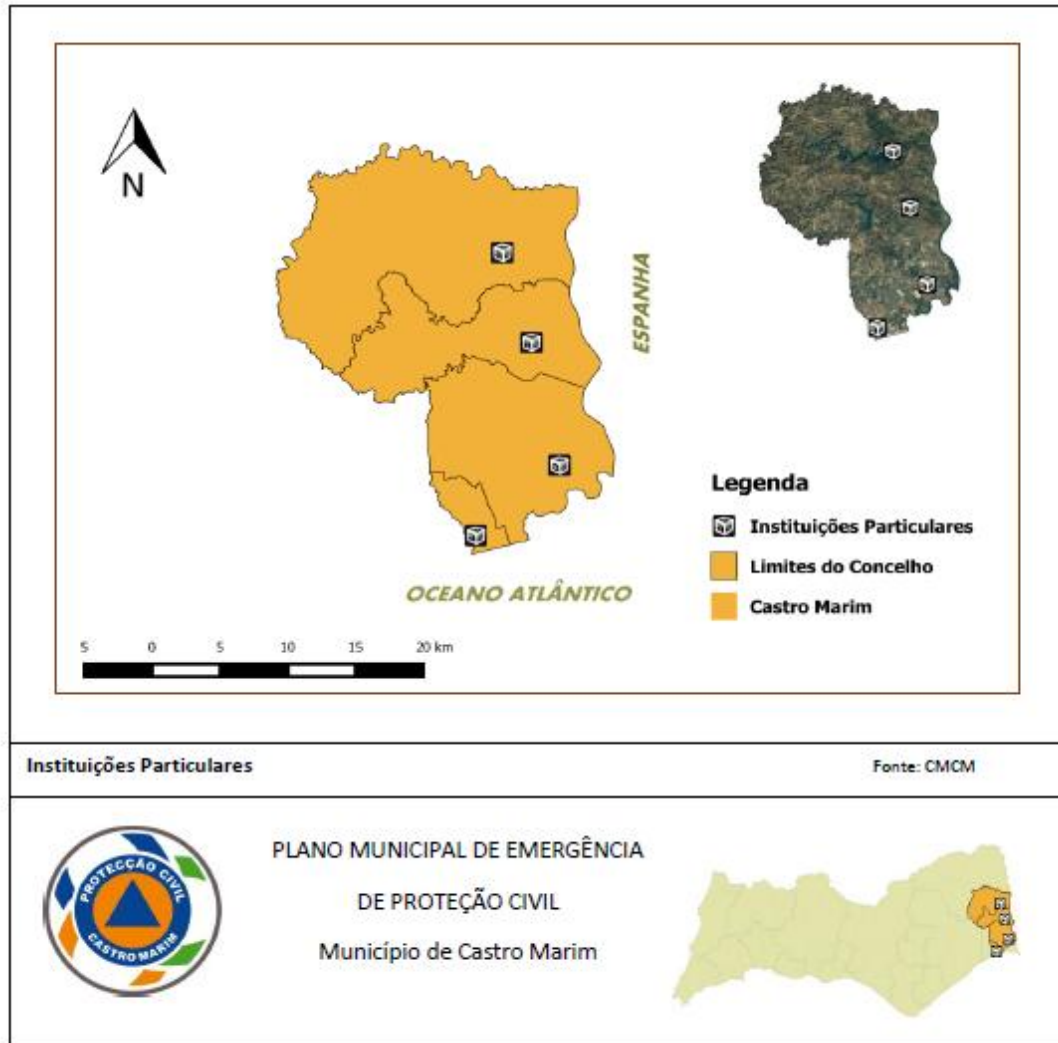 N
ESPANHA
OCEANO ATLÂNTICO
Legenda
Instituições Particulares
Limites do Concelho
Castro Marim
5 0 5 10 15 20 km
Instituições Particulares
Fonte: CMCM
PROTECÇÃO CIVIL
CASTRO MARIM
PLANO MUNICIPAL DE EMERGÊNCIA
DE PROTEÇÃO CIVIL
Município de Castro Marim